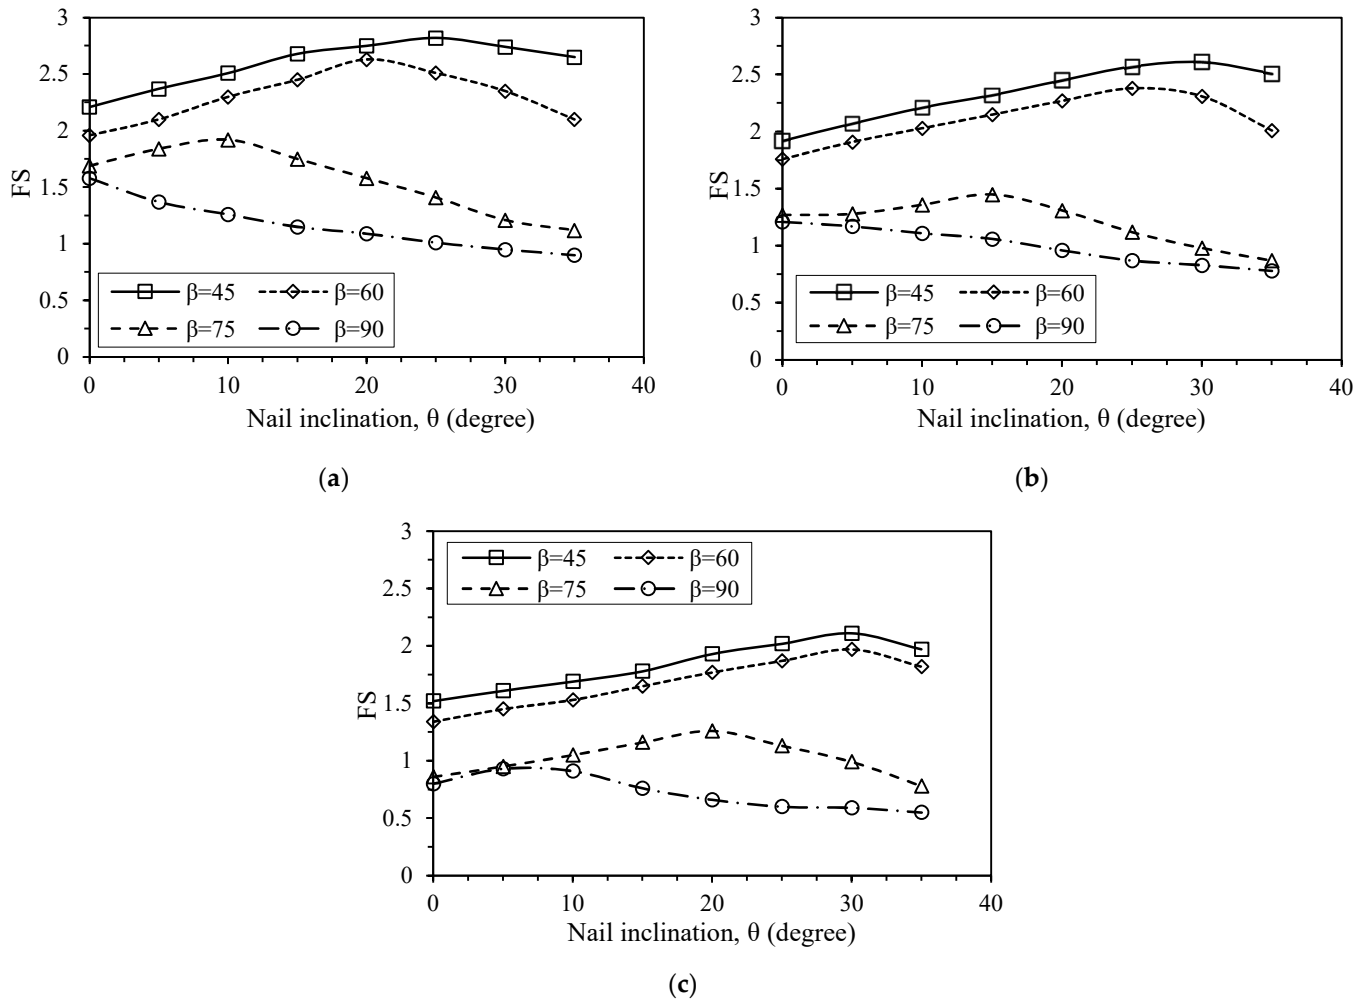 3
2.5
2
1.5
1
0.5
0
FS
β=45
β=60
β=75
β=90
0
10
20
30
40
Nail inclination, θ (degree)
(a)
3
2.5
2
1.5
1
0.5
0
FS
β=45
β=60
β=75
β=90
0
10
20
30
40
Nail inclination, θ (degree)
(b)
3
2.5
2
1.5
1
0.5
0
FS
β=45
β=60
β=75
β=90
0
10
20
30
40
Nail inclination, θ (degree)
(c)